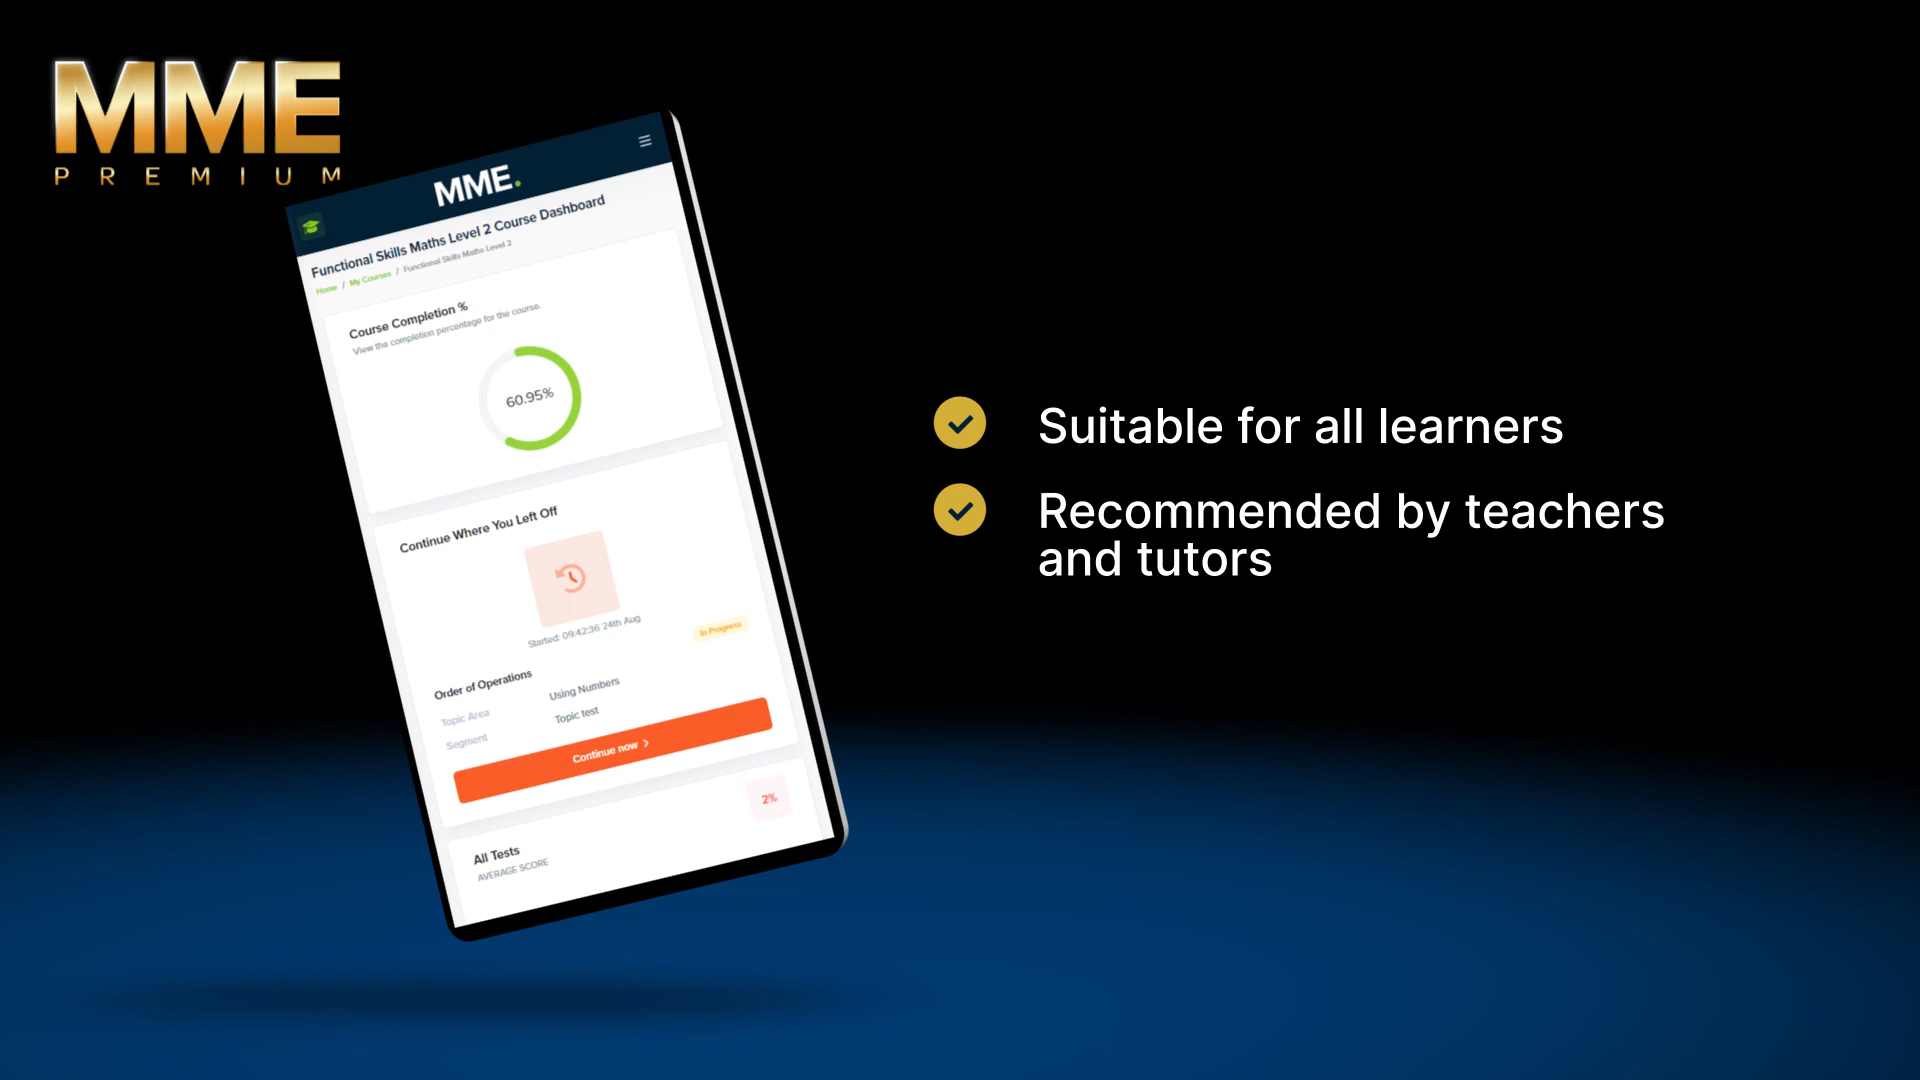 MME
PREMIUM
MME.
Functional Skills Maths Level 2 Course Dashboard
Home / My Courses / Functional Skills Maths Level 2
Course Completion %
View the completion percentage for the course.
60.95%
Continue Where You Left Off
Started: 09:42:36 24th Aug
In Progress
Order of Operations
Topic Area Using Numbers
Segment Topic test
Continue now
2%
All Tests
AVERAGE SCORE
Suitable for all learners
Recommended by teachers
and tutors